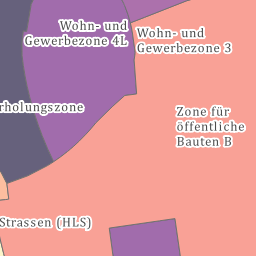 Wohn- und
Gewerbezone 4L
Wohn- und
Gewerbezone 3
rholungszone
Zone für
öffentliche
Bauten B
Strassen (HLS)